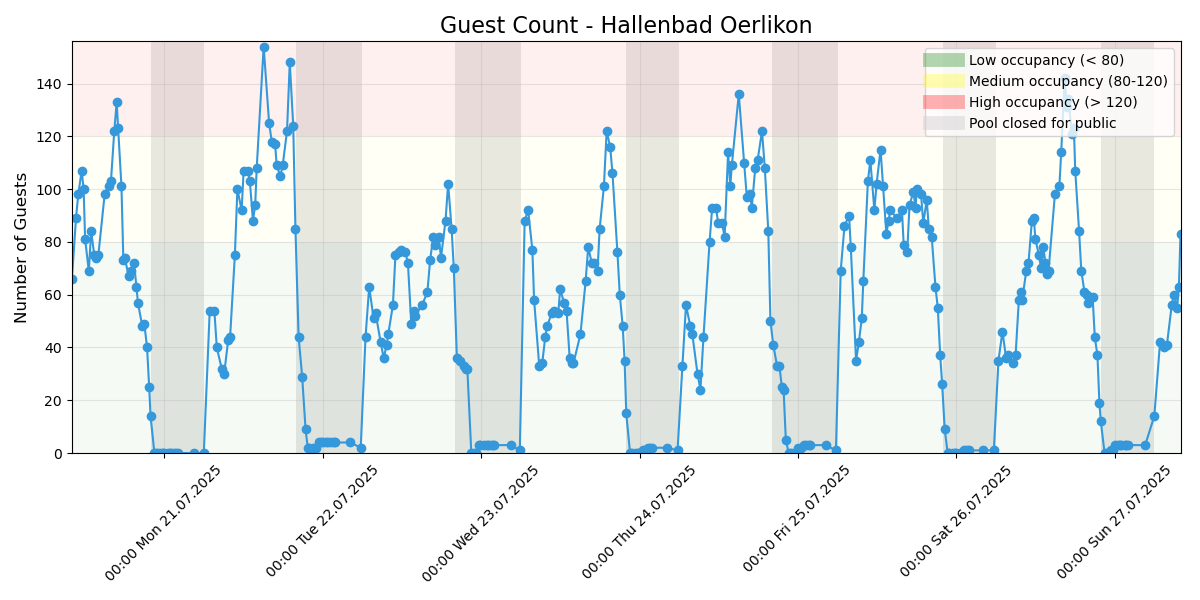 Guest Count - Hallenbad Oerlikon
Number of Guests
140
120
100
80
60
40
20
0
Low occupancy (< 80)
Medium occupancy (80-120)
High occupancy (> 120)
Pool closed for public
00:00 Mon 21.07.2025
00:00 Tue 22.07.2025
00:00 Wed 23.07.2025
00:00 Thu 24.07.2025
00:00 Fri 25.07.2025
00:00 Sat 26.07.2025
00:00 Sun 27.07.2025